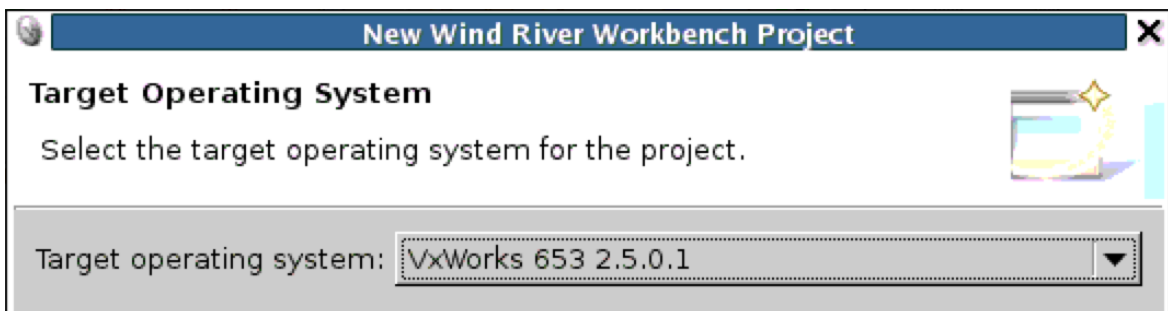 New Wind River Workbench Project
Target Operating System
Select the target operating system for the project.
Target operating system: VxWorks 653 2.5.0.1